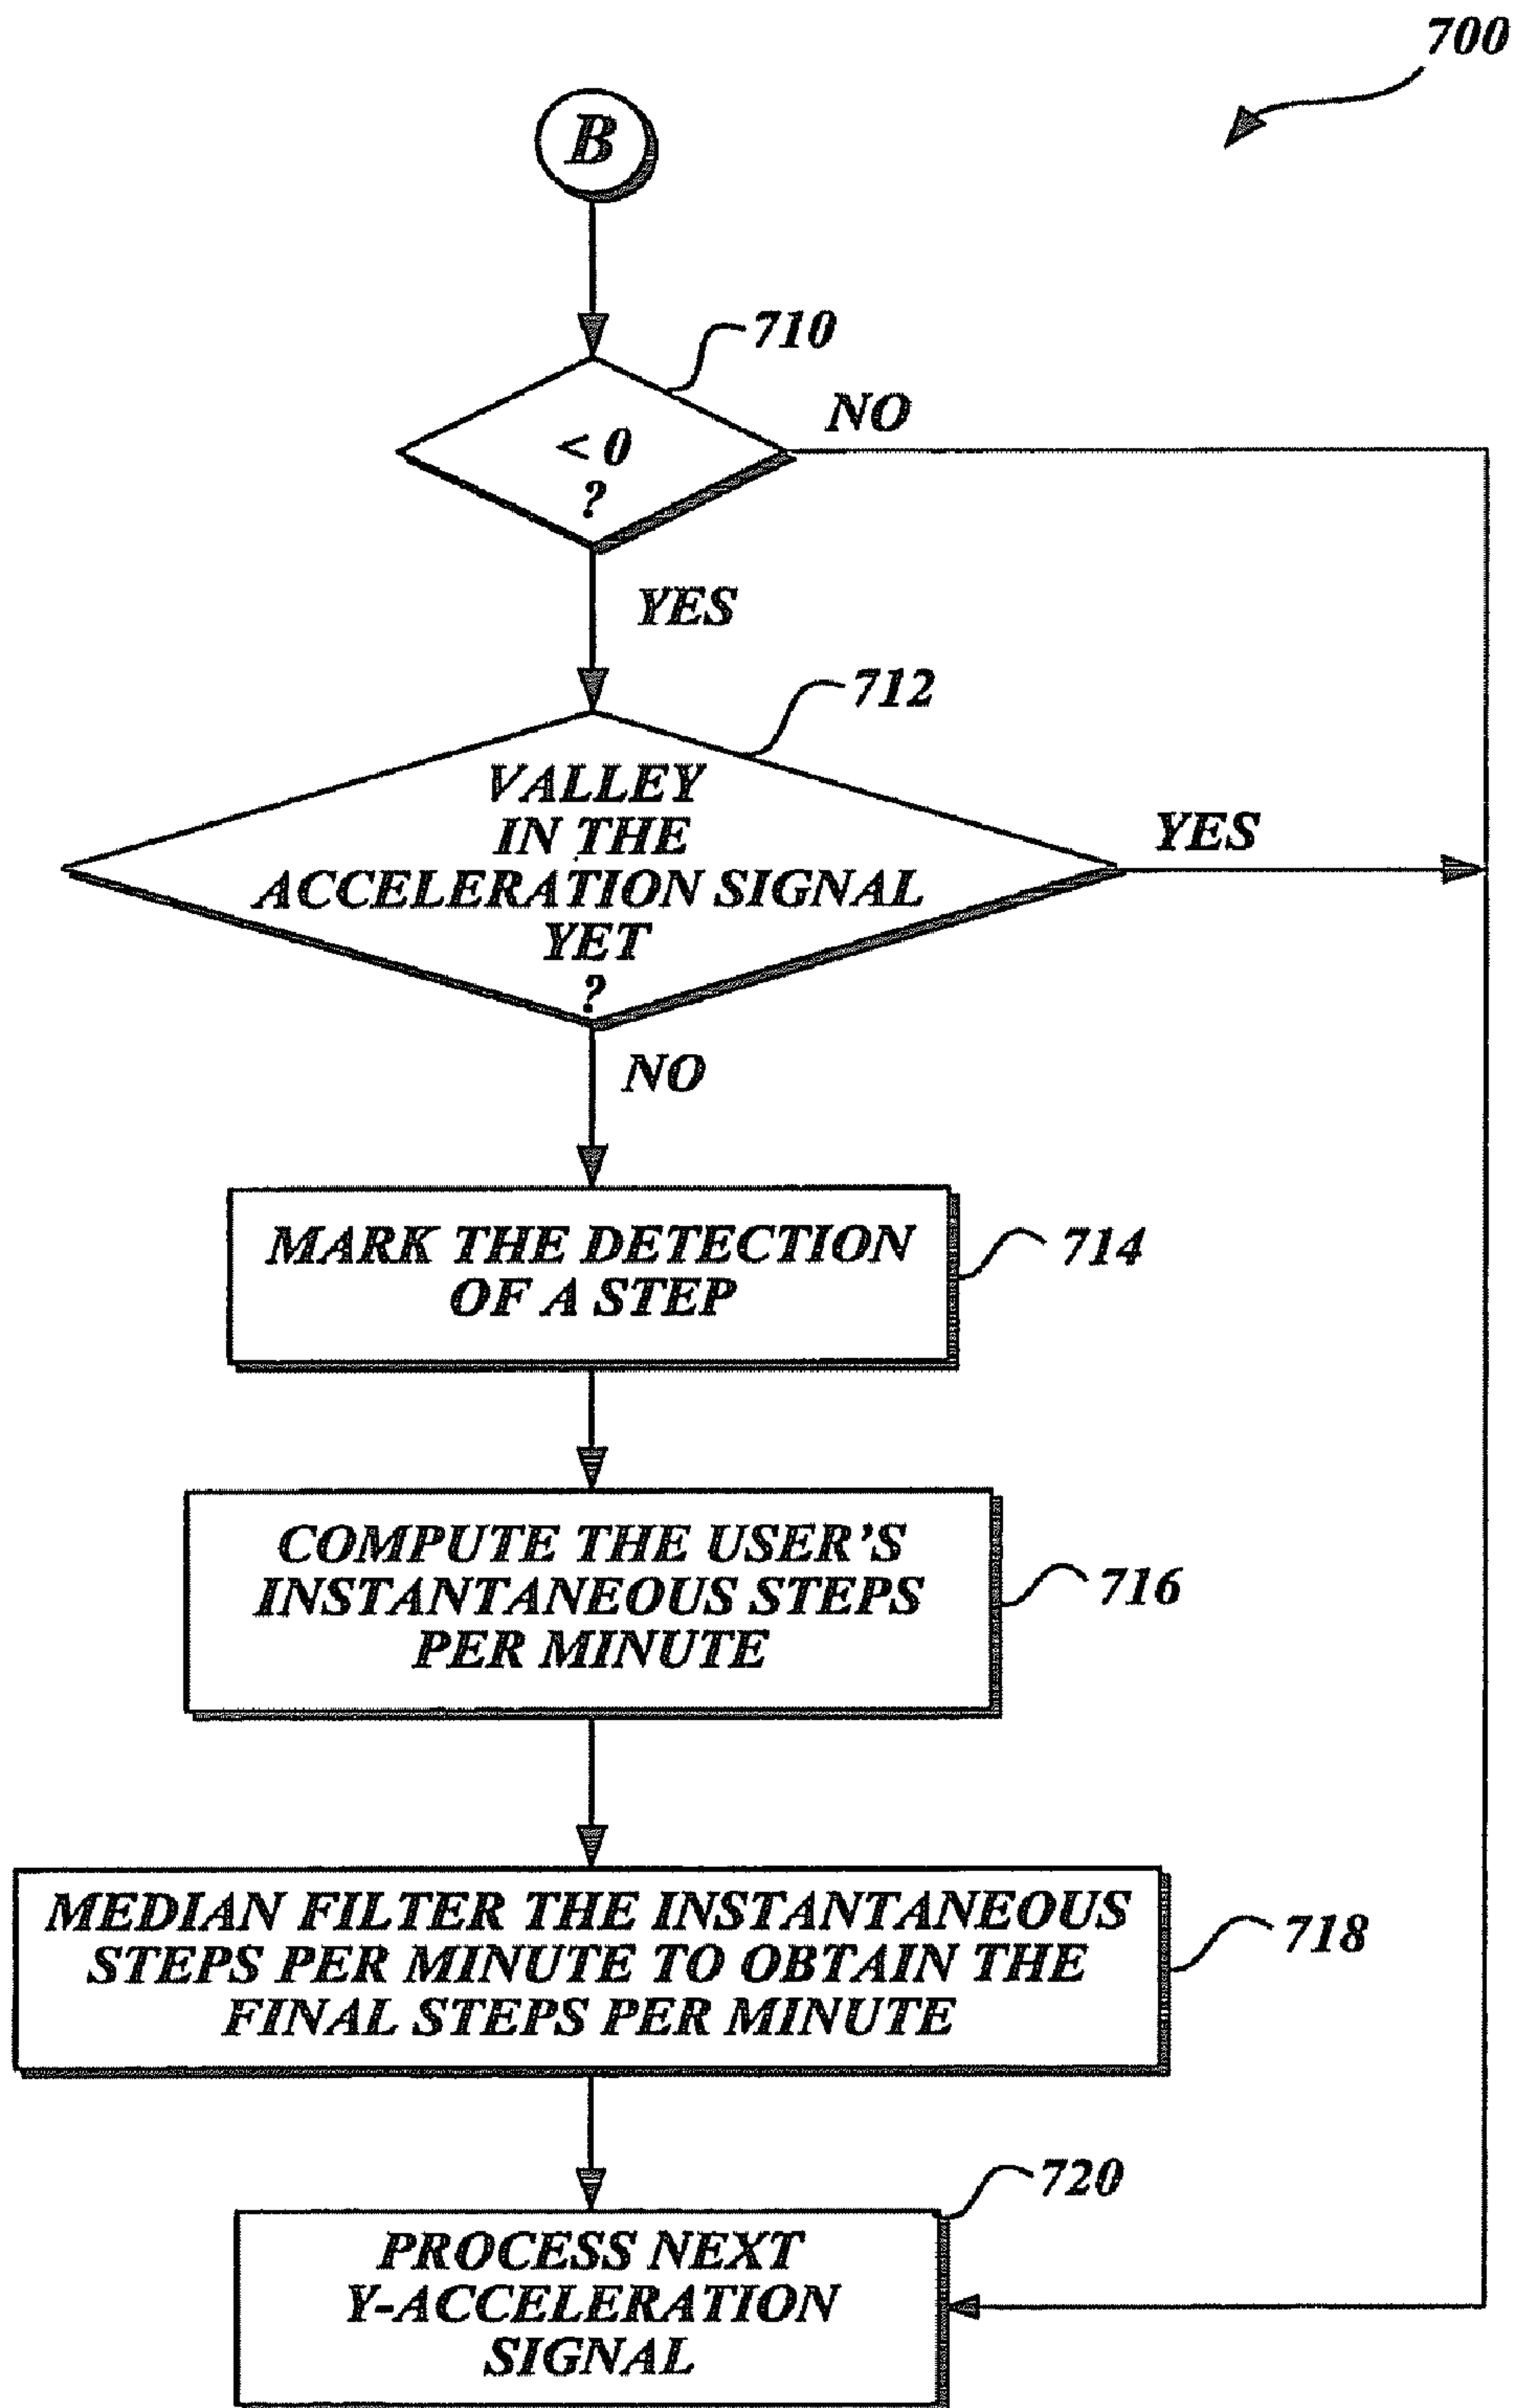 700
B
710
< 0
?
NO
YES
712
VALLEY
IN THE
ACCELERATION SIGNAL
YET
?
YES
NO
MARK THE DETECTION
OF A STEP
714
COMPUTE THE USER'S
INSTANTANEOUS STEPS
PER MINUTE
716
MEDIAN FILTER THE INSTANTANEOUS
STEPS PER MINUTE TO OBTAIN THE
FINAL STEPS PER MINUTE
718
720
PROCESS NEXT
Y-ACCELERATION
SIGNAL